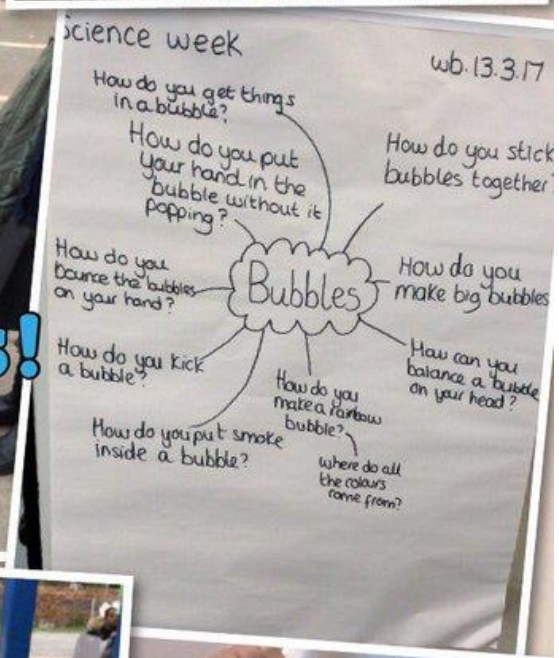 Science week
wb.13.3.17
How do you get things
in a bubble?
How do you put
your hand in the
bubble without it
popping?
How do you stick
bubbles together
How do you
bounce the bubbles
on your hand?
Bubbles
How do you
make big bubbles
How do you kick
a bubble?
How can you
balance a bubble
on your head?
How do you
make a rainbow
bubble?
where do all
the colours
come from?
How do you put smoke
inside a bubble?
!